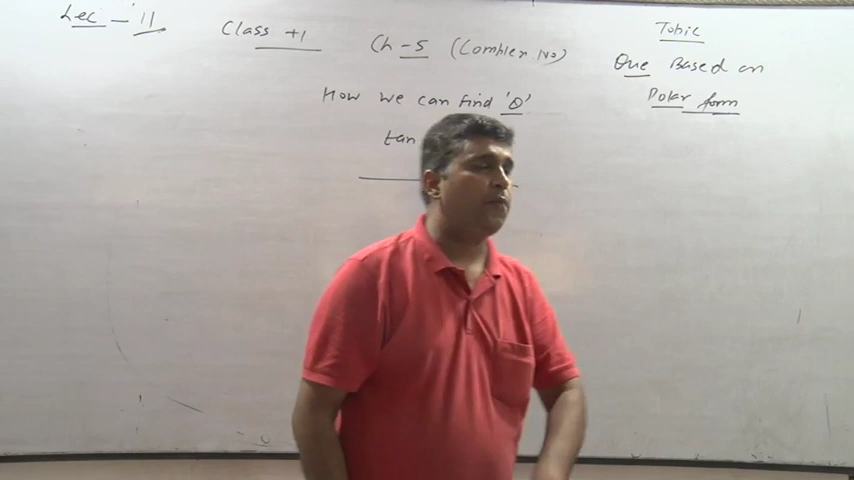 Lec - 11
Class +1
Ch - 5 (Complex No)
Topic
Que Based on
Polar form
How we can find 'θ'
tan